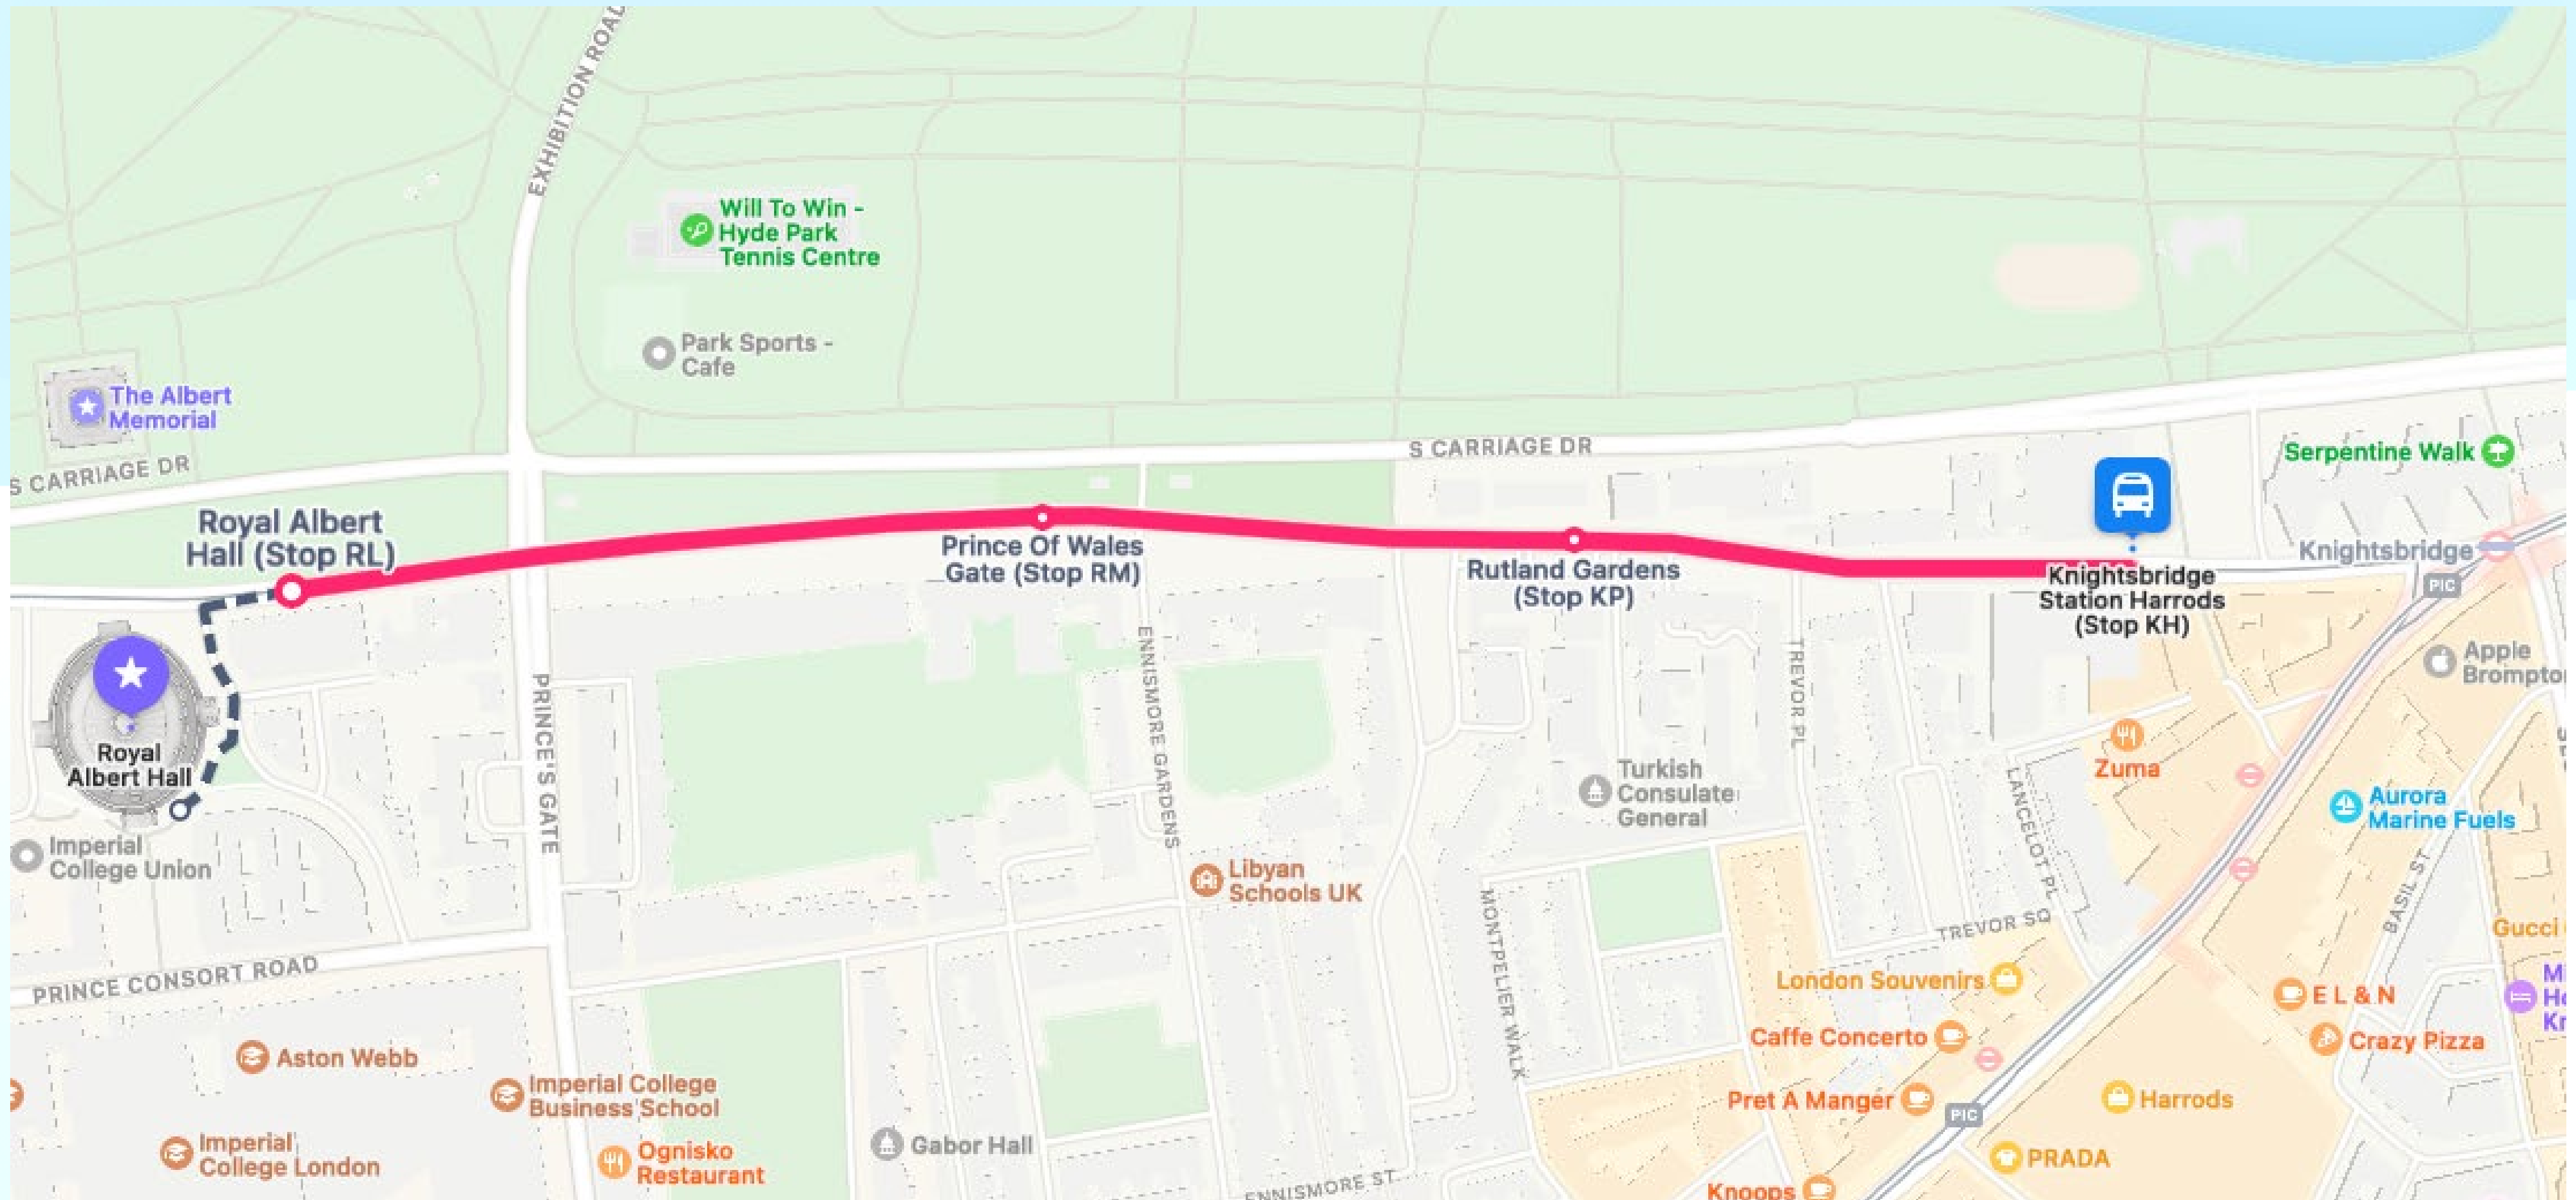 EXHIBITION ROAD
Will To Win -
Hyde Park
Tennis Centre
Park Sports -
Cafe
The Albert
Memorial
S CARRIAGE DR
S CARRIAGE DR
Serpentine Walk
Royal Albert
Hall (Stop RL)
Prince Of Wales
Gate (Stop RM)
Rutland Gardens
(Stop KP)
Knightsbridge
Station Harrods
(Stop KH)
Knightsbridge
PIC
Apple
Brompto
Royal
Albert Hall
PRINCE'S GATE
ENNISMORE GARDENS
TREVOR PL
Turkish
Consulate
General
Zuma
LANCELOT PL
Aurora
Marine Fuels
Imperial
College Union
Libyan
Schools UK
MONTPELIER WALK
BASIL ST
TREVOR SQ
Gucci
PRINCE CONSORT ROAD
London Souvenirs
E L & N
Crazy Pizza
Caffe Concerto
Aston Webb
Imperial College
Business School
Pret A Manger
PIC
Harrods
Imperial
College London
Ognisko
Restaurant
Gabor Hall
PRADA
ENNISMORE ST
Knoops